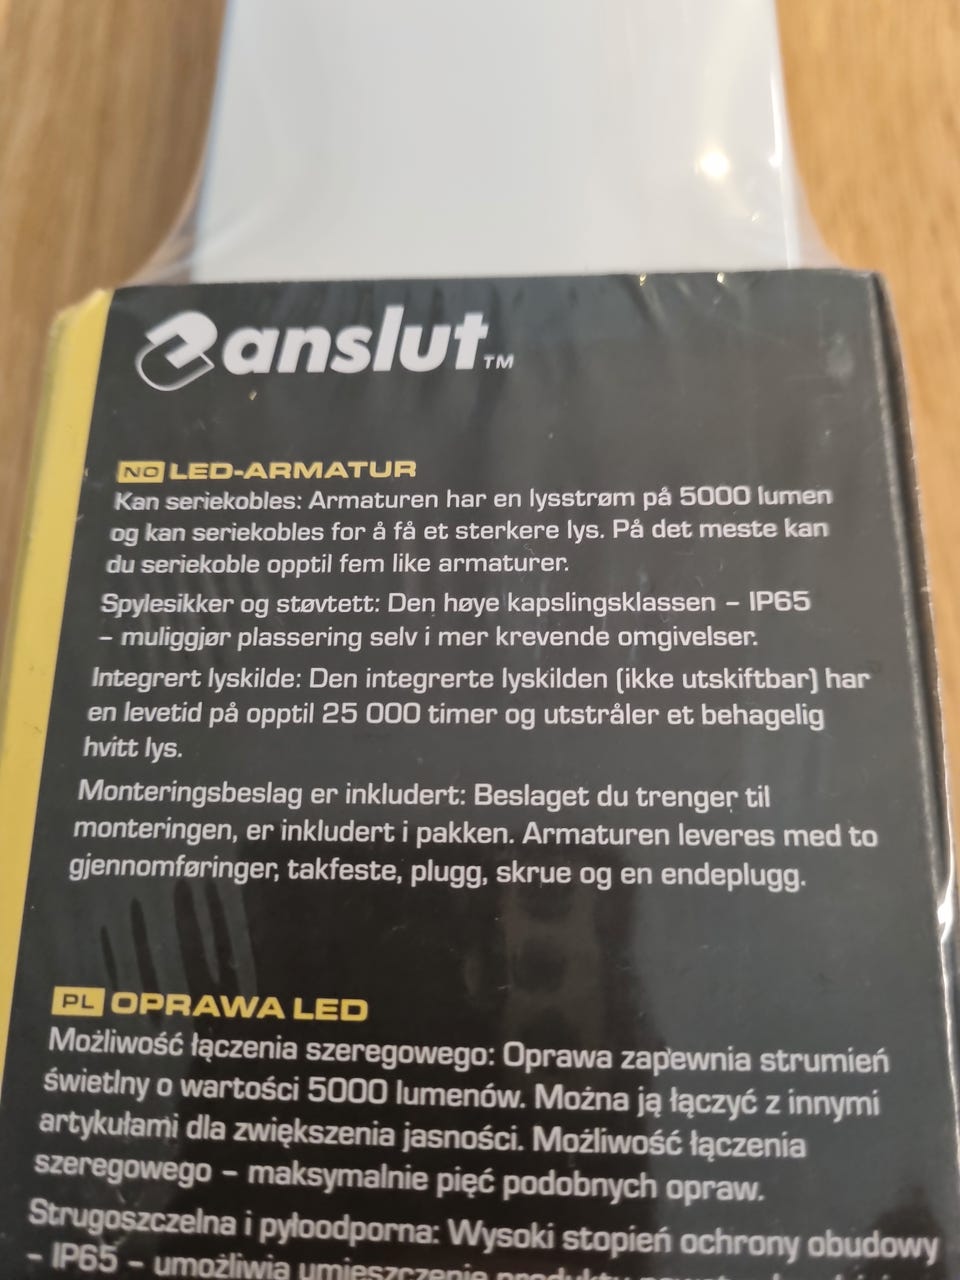 anslut™
NO LED-ARMATUR
Kan seriekobles: Armaturen har en lysstrøm på 5000 lumen
og kan seriekobles for å få et sterkere lys. På det meste kan
du seriekoble opptil fem like armaturer.
Spylesikker og støvtett: Den høye kapslingsklassen – IP65
– muliggjør plassering selv i mer krevende omgivelser.
Integrert lyskilde: Den integrerte lyskilden (ikke utskiftbar) har
en levetid på opptil 25 000 timer og utstråler et behagelig
hvitt lys.
Monteringsbeslag er inkludert: Beslaget du trenger til
monteringen, er inkludert i pakken. Armaturen leveres med to
gjennomføringer, takfeste, plugg, skrue og en endeplugg.
PL OPRAWA LED
Możliwość łączenia szeregowego: Oprawa zapewnia strumień
świetlny o wartości 5000 lumenów. Można ją łączyć z innymi
artykułami dla zwiększenia jasności. Możliwość łączenia
szeregowego – maksymalnie pięć podobnych opraw.
Strugoszczelna i pyłoodporna: Wysoki stopień ochrony obudowy
– IP65 – umożliwia umieszczenie produktu